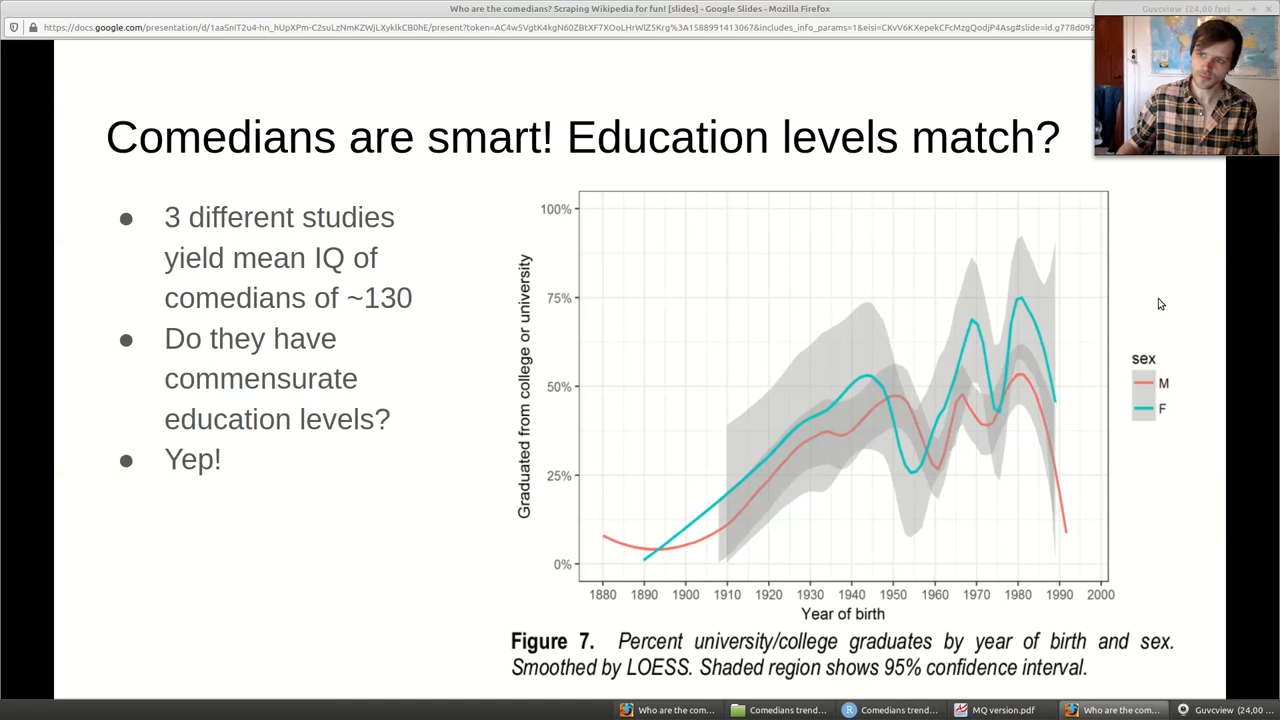 Who are the comedians? Scraping Wikipedia for fun! [slides] - Google Slides - Mozilla Firefox
Guvcview (24,00 fps)
Comedians are smart! Education levels match?
● 3 different studies
yield mean IQ of
comedians of ~130
● Do they have
commensurate
education levels?
● Yep!
100%
75%
50%
25%
0%
Graduated from college or university
1880 1890 1900 1910 1920 1930 1940 1950 1960 1970 1980 1990 2000
Year of birth
sex
M
F
Figure 7. Percent university/college graduates by year of birth and sex.
Smoothed by LOESS. Shaded region shows 95% confidence interval.
Who are the com... Comedians trend... Comedians trend... MQ version.pdf Who are the com... Guvcview (24,00 ...